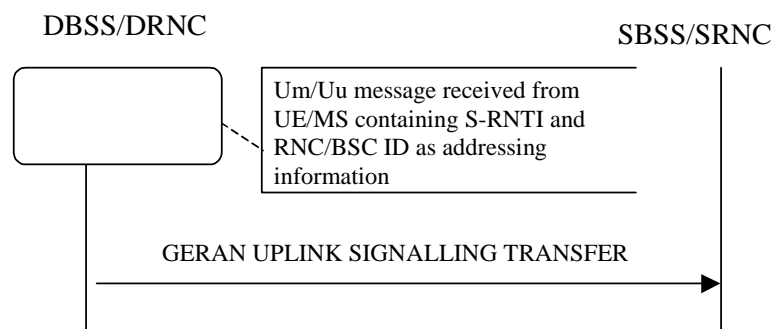 DBSS/DRNC
SBSS/SRNC
Um/Uu message received from
UE/MS containing S-RNTI and
RNC/BSC ID as addressing
information
GERAN UPLINK SIGNALLING TRANSFER